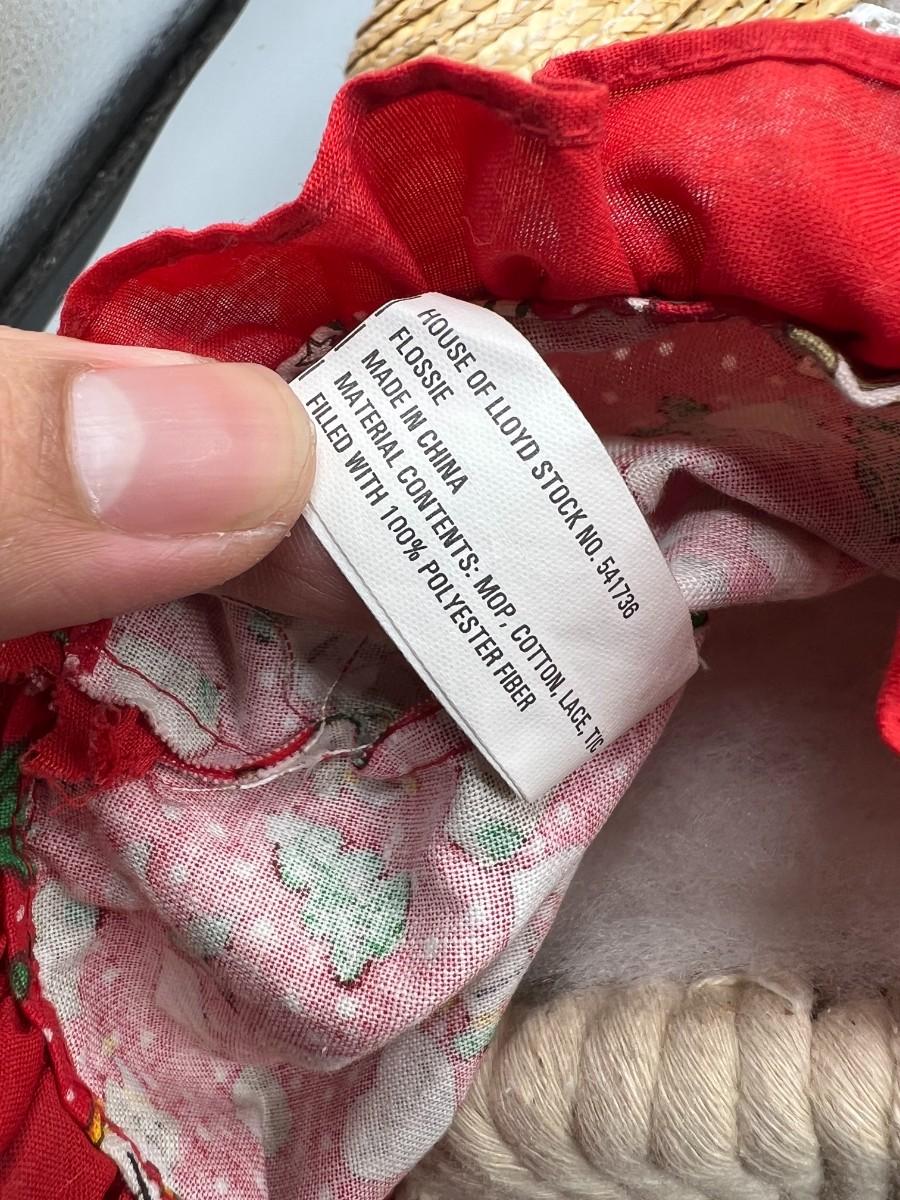 HOUSE OF LLOYD STOCK NO. 541736
FLOSSIE
MADE IN CHINA
MATERIAL CONTENTS: MOP, COTTON, LACE, T/C
FILLED WITH 100% POLYESTER FIBER